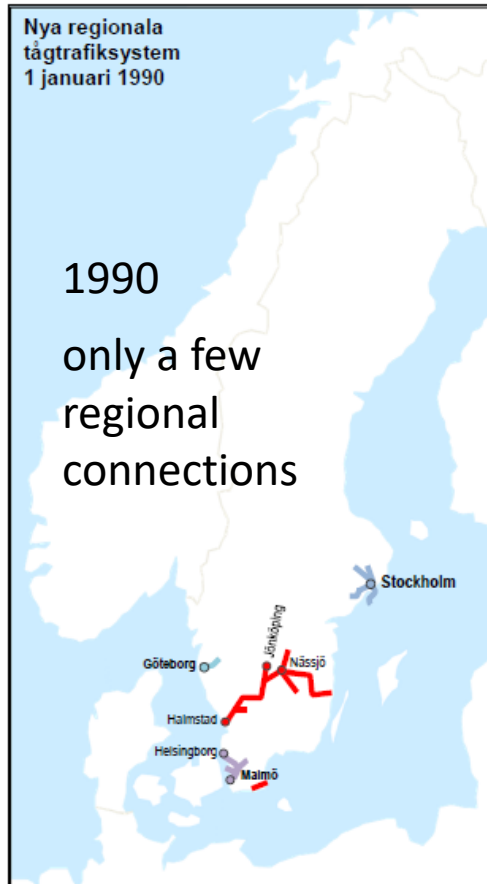 Nya regionala
tågtrafiksystem
1 januari 1990
1990
only a few
regional
connections
Stockholm
Jönköping
Göteborg
Nässjö
Halmstad
Helsingborg
Malmö